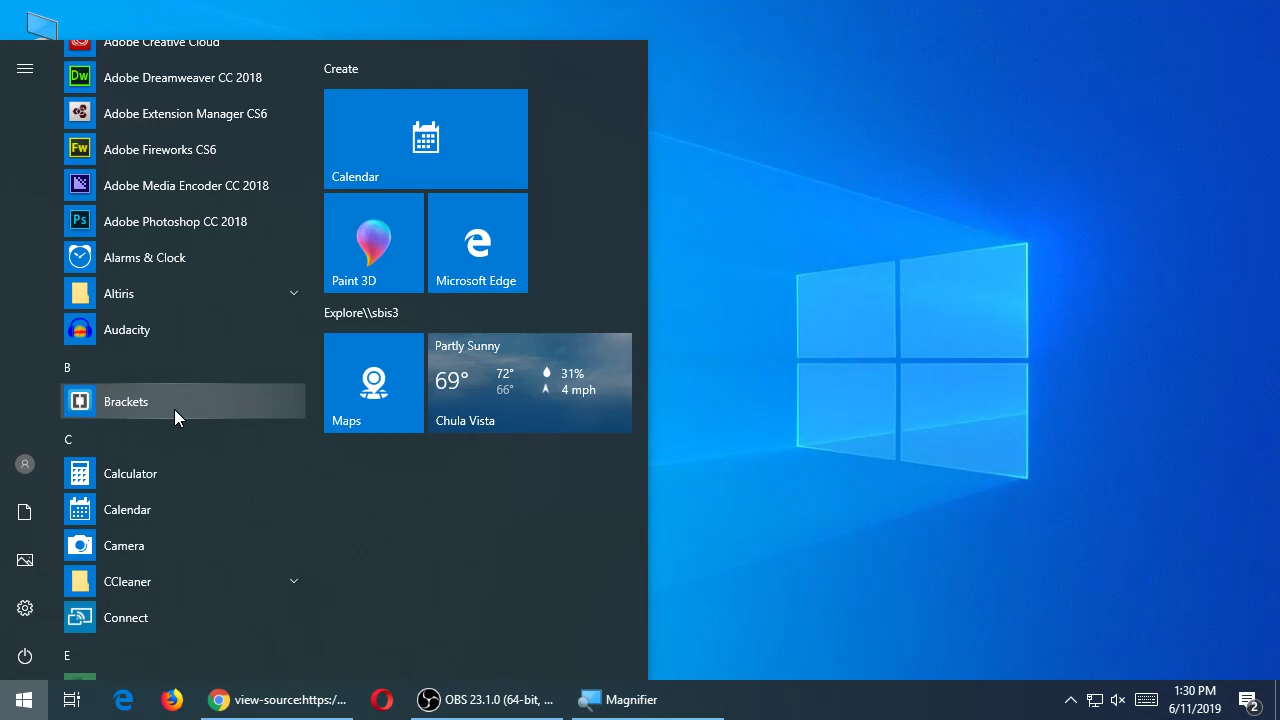 Adobe Creative Cloud
Dw Adobe Dreamweaver CC 2018
Adobe Extension Manager CS6
Fw Adobe Fireworks CS6
Adobe Media Encoder CC 2018
Ps Adobe Photoshop CC 2018
Alarms & Clock
Altiris
Audacity
B
Brackets
C
Calculator
Calendar
Camera
CCleaner
Connect
E
Create
Calendar
Paint 3D
Microsoft Edge
Explore\\sbis3
Maps
Partly Sunny
69° 72° 31%
66° 4 mph
Chula Vista
view-source:https:/...
OBS 23.1.0 (64-bit, ...
Magnifier
1:30 PM
6/11/2019
2